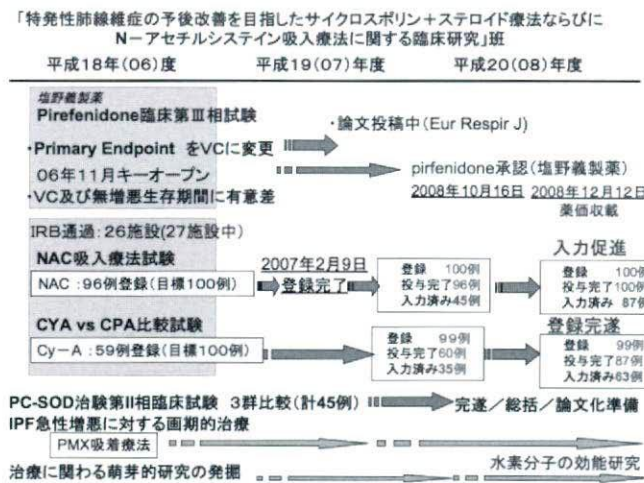 「特発性肺線維症の予後改善を目指したサイクロスポリン＋ステロイド療法ならびに
N－アセチルシステイン吸入療法に関する臨床研究」班
平成18年(06)度 平成19(07)年度 平成20(08)年度
塩野義製薬
Pirefenidone臨床第Ⅲ相試験
・Primary Endpoint をVCに変更
06年11月キーオープン
・VC及び無増悪生存期間に有意差
・論文投稿中(Eur Respir J)
pirfenidone承認(塩野義製薬)
2008年10月16日 2008年12月12日
薬価収載
IRB通過：26施設(27施設中)
NAC吸入療法試験
NAC：96例登録(目標100例)
2007年2月9日
登録完了
登録 100例
投与完了96例
入力済み45例
入力促進
登録 100例
投与完了100例
入力済み 87例
CYA vs CPA比較試験
Cy－A：59例登録(目標100例)
登録 99例
投与完了60例
入力済み35例
登録完遂
登録 99例
投与完了87例
入力済み63例
PC-SOD治験第II相臨床試験 3群比較(計45例) 完遂／総括／論文化準備
IPF急性増悪に対する画期的治療
PMX吸着療法
治療に関わる萌芽的研究の発掘
水素分子の効能研究